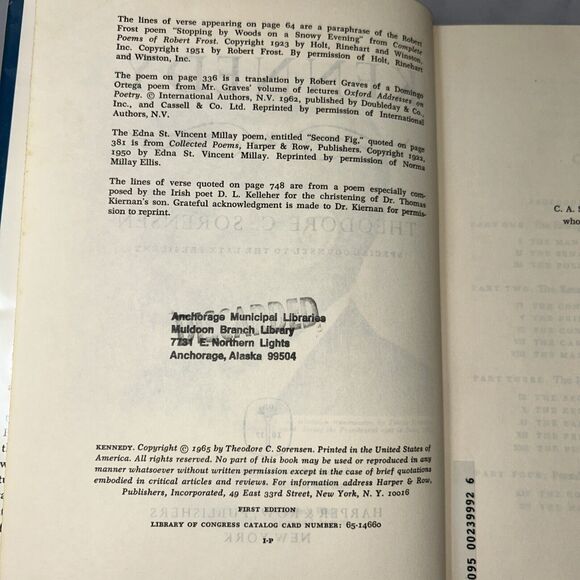 The lines of verse appearing on page 64 are a paraphrase of the Robert
Frost poem "Stopping by Woods on a Snowy Evening" from Complete
Poems of Robert Frost. Copyright 1923 by Holt, Rinehart and Winston,
Inc. Copyright 1951 by Robert Frost. By permission of Holt, Rinehart
and Winston, Inc.
The poem on page 336 is a translation by Robert Graves of a Domingo
Ortega poem from Mr. Graves' volume of lectures Oxford Addresses on
Poetry. © International Authors, N.V. 1962, published by Doubleday & Co.,
Inc., and Cassell & Co. Ltd. Reprinted by permission of International
Authors, N.V.
The Edna St. Vincent Millay poem, entitled "Second Fig," quoted on page
381 is from Collected Poems, Harper & Row, Publishers. Copyright 1922,
1950 by Edna St. Vincent Millay. Reprinted by permission of Norma
Millay Ellis.
The lines of verse quoted on page 748 are from a poem especially com-
posed by the Irish poet D. L. Kelleher for the christening of Dr. Thomas
Kiernan's son. Grateful acknowledgment is made to Dr. Kiernan for permis-
sion to reprint.
DISCARDED
Anchorage Municipal Libraries
Muldoon Branch Library
7731 E. Northern Lights
Anchorage, Alaska 99504
KENNEDY. Copyright © 1965 by Theodore C. Sorensen. Printed in the United States of
America. All rights reserved. No part of this book may be used or reproduced in any
manner whatsoever without written permission except in the case of brief quotations
embodied in critical articles and reviews. For information address Harper & Row,
Publishers, Incorporated, 49 East 33rd Street, New York, N. Y. 10016
FIRST EDITION
LIBRARY OF CONGRESS CATALOG CARD NUMBER: 65-14660
I-P
C. A. S
who
095 00239992 6